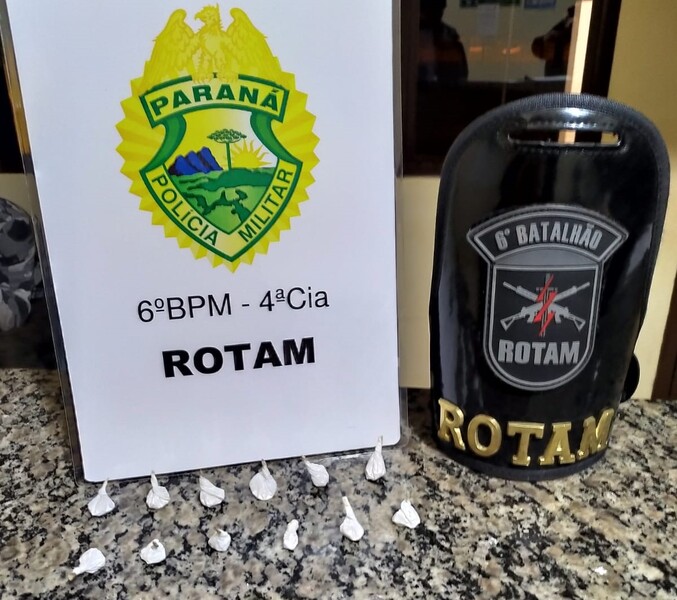 PARANÁ
POLÍCIA MILITAR
6ºBPM - 4ªCia
ROTAM
6º BATALHÃO
ROTAM
ROTAM